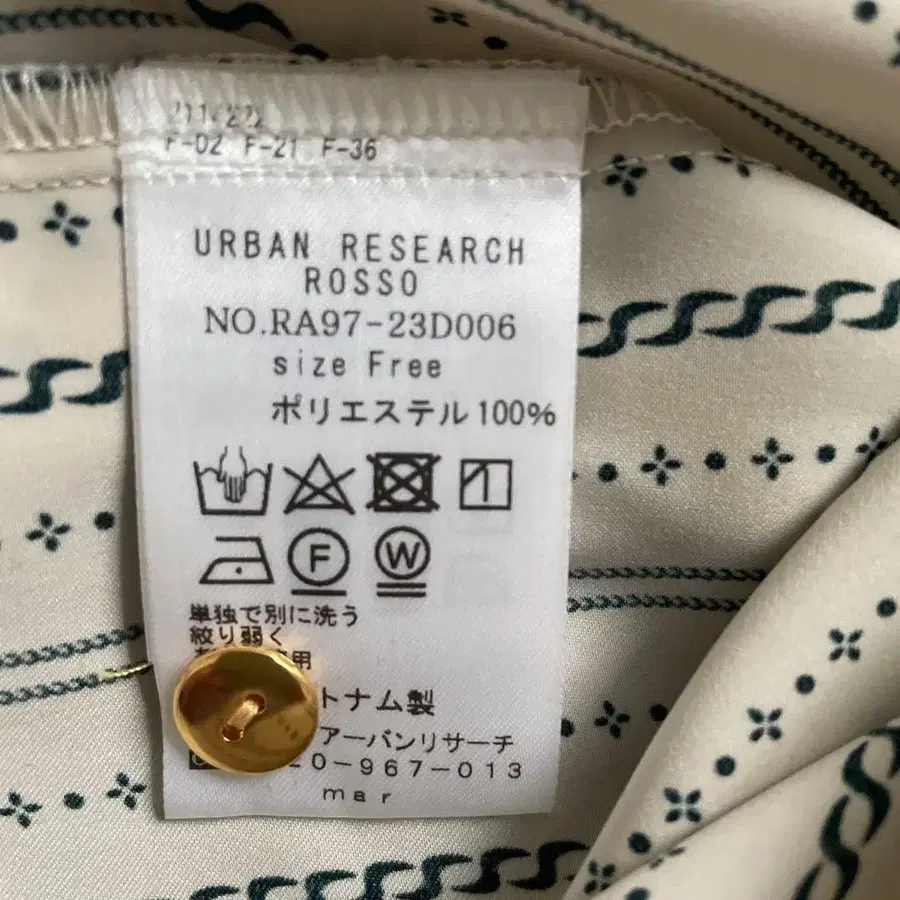 F-02 F-21 F-36
URBAN RESEARCH
ROSSO
NO.RA97-23D006
size Free
ポリエステル100%
F
W
単独で別に洗う
絞り弱く
用
トナム製
アーバンリサーチ
0-967-013
mar